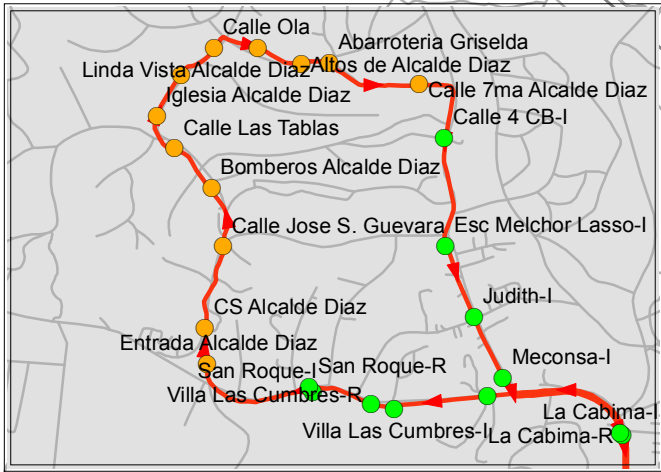 Calle Ola
Abarroteria Griselda
Linda Vista Alcalde Diaz
Altos de Alcalde Diaz
Iglesia Alcalde Diaz
Calle 7ma Alcalde Diaz
Calle Las Tablas
Calle 4 CB-I
Bomberos Alcalde Diaz
Calle Jose S. Guevara
Esc Melchor Lasso-I
CS Alcalde Diaz
Judith-I
Entrada Alcalde Diaz
San Roque-I
San Roque-R
Meconsa-I
Villa Las Cumbres-R
La Cabima-I
Villa Las Cumbres-I
La Cabima-R